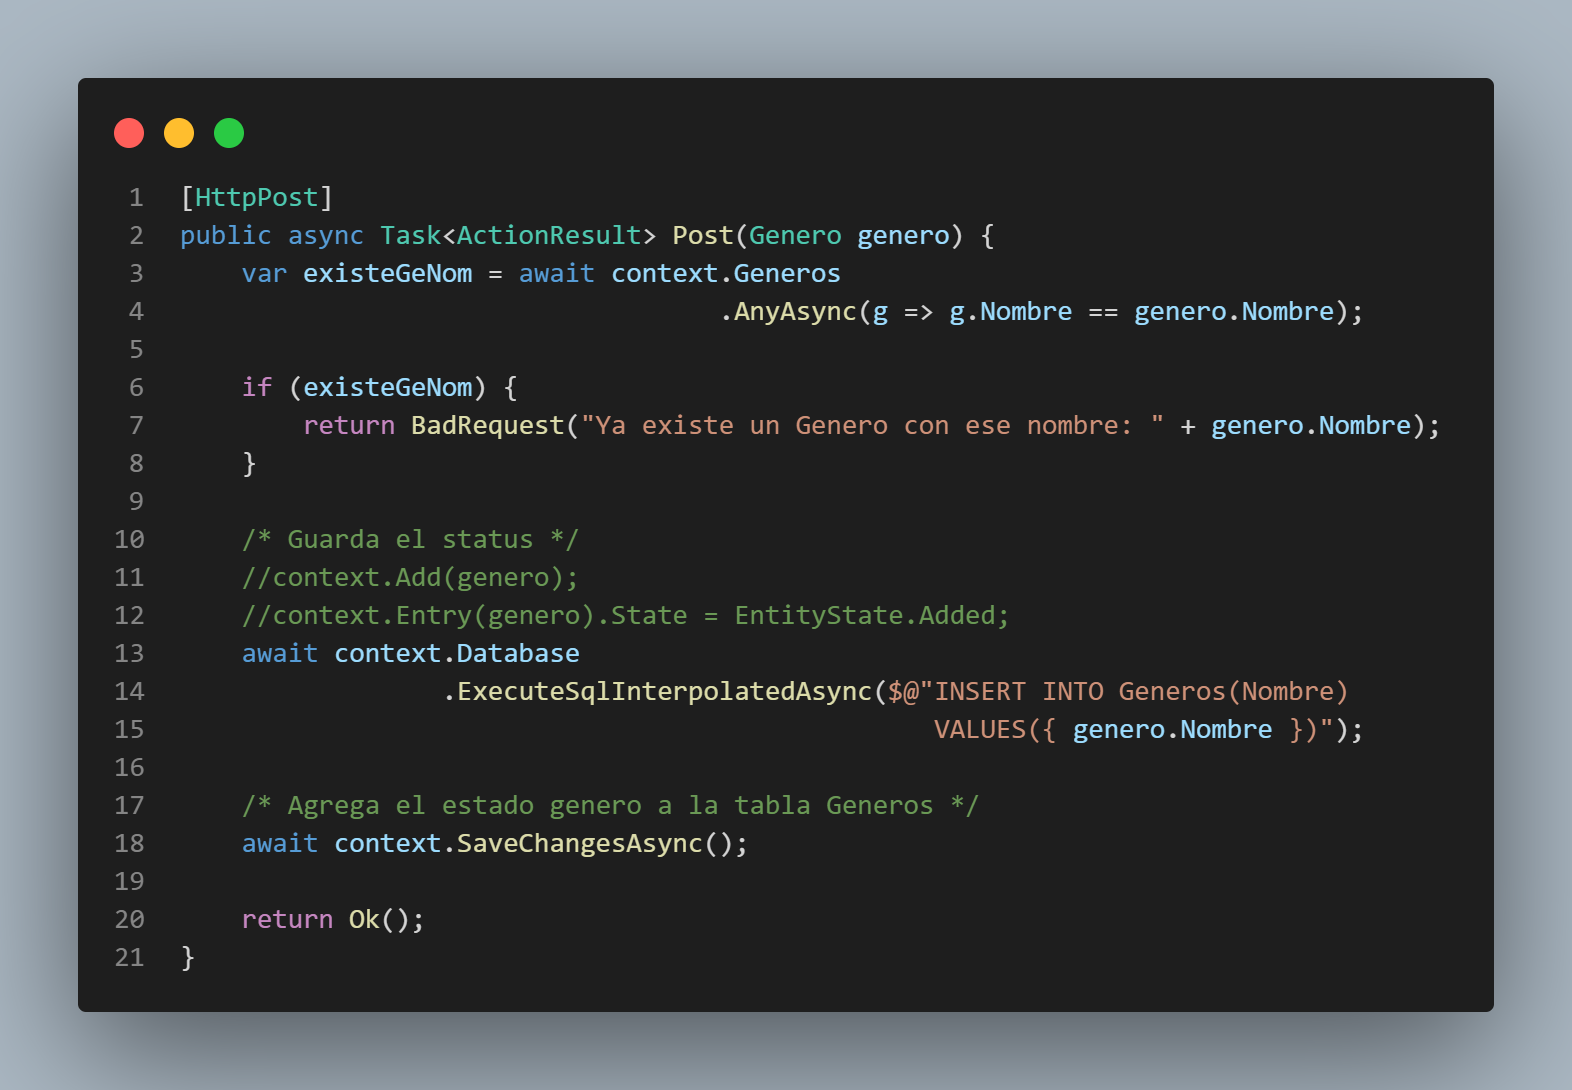 1 [HttpPost]
2 public async Task<ActionResult> Post(Genero genero) {
3     var existeGeNom = await context.Generos
4                                    .AnyAsync(g => g.Nombre == genero.Nombre);
5
6     if (existeGeNom) {
7         return BadRequest("Ya existe un Genero con ese nombre: " + genero.Nombre);
8     }
9
10     /* Guarda el status */
11     //context.Add(genero);
12     //context.Entry(genero).State = EntityState.Added;
13     await context.Database
14                  .ExecuteSqlInterpolatedAsync($@"INSERT INTO Generos(Nombre)
15                                                 VALUES({ genero.Nombre })");
16
17     /* Agrega el estado genero a la tabla Generos */
18     await context.SaveChangesAsync();
19
20     return Ok();
21 }